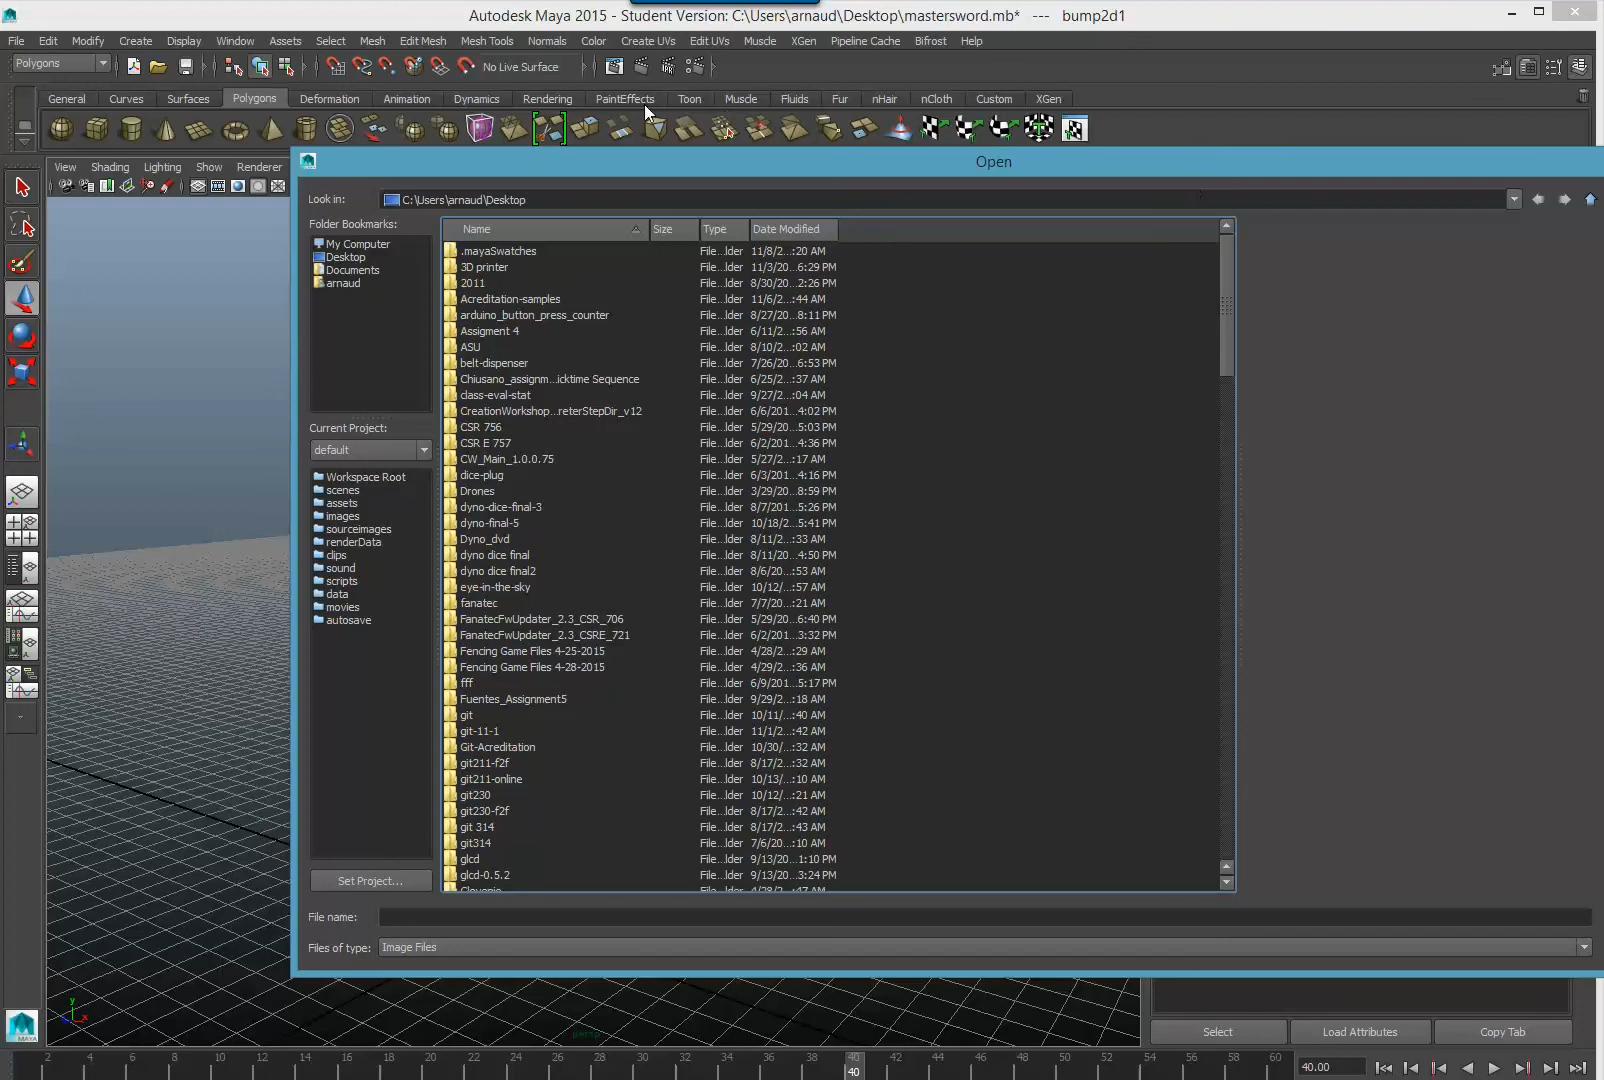 Autodesk Maya 2015 - Student Version: C:\Users\arnaud\Desktop\mastersword.mb* --- bump2d1
File Edit Modify Create Display Window Assets Select Mesh Edit Mesh Mesh Tools Normals Color Create UVs Edit UVs Muscle XGen Pipeline Cache Bifrost Help
Polygons No Live Surface
General Curves Surfaces Polygons Deformation Animation Dynamics Rendering PaintEffects Toon Muscle Fluids Fur nHair nCloth Custom XGen
View Shading Lighting Show Renderer
Open
Look in: C:\Users\arnaud\Desktop
Folder Bookmarks:
My Computer
Desktop
Documents
arnaud
Current Project:
default
Workspace Root
scenes
assets
images
sourceimages
renderData
clips
sound
scripts
data
movies
autosave
Set Project...
Name Size Type Date Modified
.mayaSwatches File...lder 11/8/2...:20 AM
3D printer File...lder 11/3/20...6:29 PM
2011 File...lder 8/30/20...2:26 PM
Acreditation-samples File...lder 11/6/2...:44 AM
arduino_button_press_counter File...lder 8/27/20...8:11 PM
Assigment 4 File...lder 6/11/2...:56 AM
ASU File...lder 8/10/2...:02 AM
belt-dispenser File...lder 7/26/20...6:53 PM
Chiusano_assignm...icktime Sequence File...lder 6/25/2...:37 AM
class-eval-stat File...lder 9/27/2...:04 AM
CreationWorkshop...reterStepDir_v12 File...lder 6/6/201...4:02 PM
CSR 756 File...lder 5/29/20...5:03 PM
CSR E 757 File...lder 6/2/201...4:36 PM
CW_Main_1.0.0.75 File...lder 5/27/2...:17 AM
dice-plug File...lder 6/3/201...4:16 PM
Drones File...lder 3/29/20...8:59 PM
dyno-dice-final-3 File...lder 8/7/201...5:26 PM
dyno-final-5 File...lder 10/18/2...5:41 PM
Dyno_dvd File...lder 8/11/2...:33 AM
dyno dice final File...lder 8/11/20...4:50 PM
dyno dice final2 File...lder 8/6/20...:53 AM
eye-in-the-sky File...lder 10/12/...:57 AM
fanatec File...lder 7/7/20...:21 AM
FanatecFwUpdater_2.3_CSR_706 File...lder 5/29/20...6:40 PM
FanatecFwUpdater_2.3_CSRE_721 File...lder 6/2/201...3:32 PM
Fencing Game Files 4-25-2015 File...lder 4/28/2...:29 AM
Fencing Game Files 4-28-2015 File...lder 4/29/2...:36 AM
fff File...lder 6/9/201...5:17 PM
Fuentes_Assignment5 File...lder 9/29/2...:18 AM
git File...lder 10/11/...:40 AM
git-11-1 File...lder 11/1/2...:42 AM
Git-Acreditation File...lder 10/30/...:32 AM
git211-f2f File...lder 8/17/2...:32 AM
git211-online File...lder 10/13/...:10 AM
git230 File...lder 10/12/...:21 AM
git230-f2f File...lder 8/17/2...:42 AM
git 314 File...lder 8/17/2...:43 AM
git314 File...lder 7/6/20...:10 AM
glcd File...lder 9/13/20...1:10 PM
glcd-0.5.2 File...lder 9/13/20...3:24 PM
File name:
Files of type: Image Files
persp
y
x
z
MAYA
Select Load Attributes Copy Tab
2 4 6 8 10 12 14 16 18 20 22 24 26 28 30 32 34 36 38 40 42 44 46 48 50 52 54 56 58 60
40
40.00